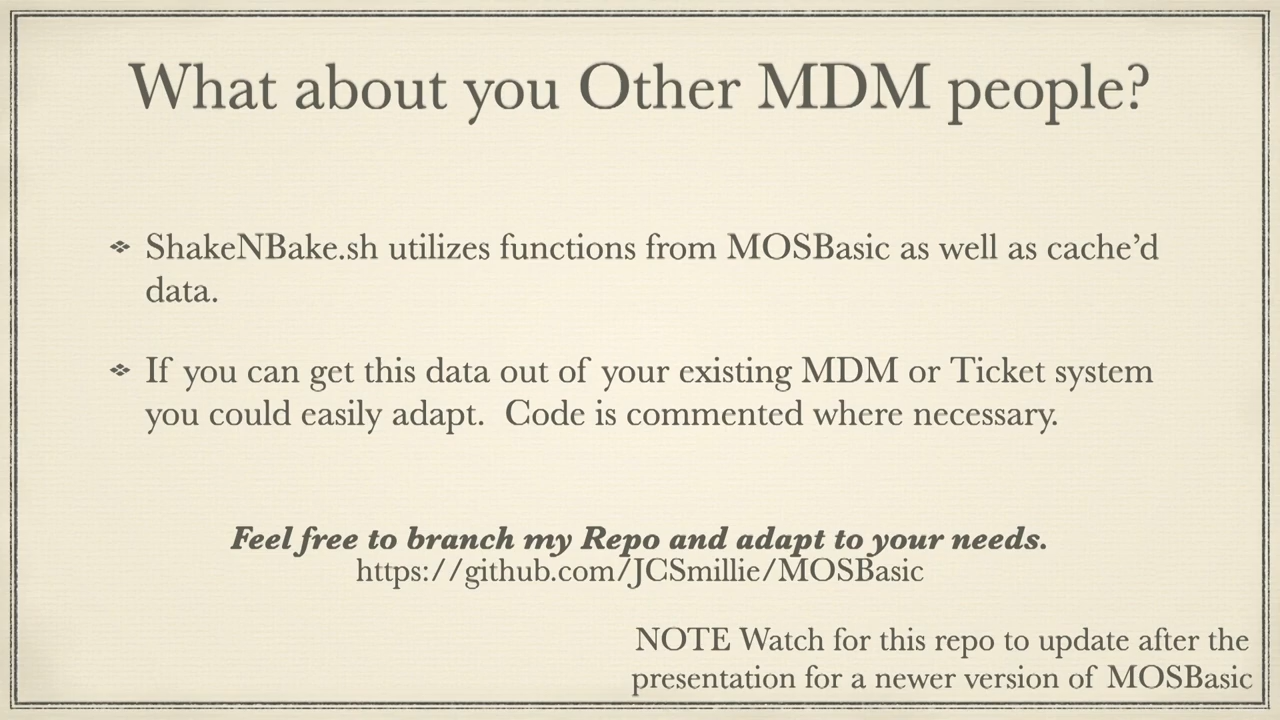 What about you Other MDM people?
ShakeNBake.sh utilizes functions from MOSBasic as well as cache’d
data.
If you can get this data out of your existing MDM or Ticket system
you could easily adapt.  Code is commented where necessary.
Feel free to branch my Repo and adapt to your needs.
https://github.com/JCSmillie/MOSBasic
NOTE Watch for this repo to update after the
presentation for a newer version of MOSBasic